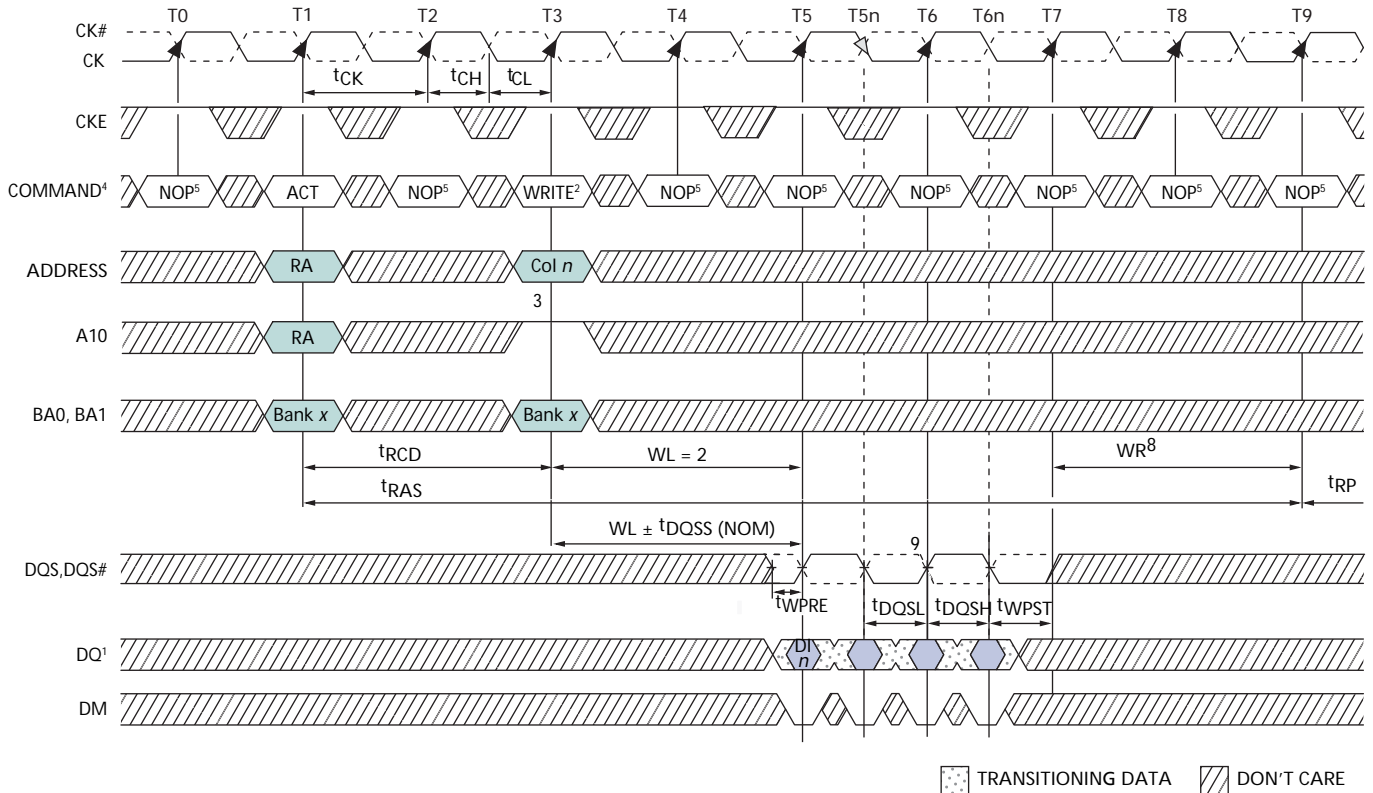 T0 T1 T2 T3 T4 T5 T5n T6 T6n T7 T8 T9
CK#
CK
tCK tCH tCL
CKE
COMMAND4 NOP5 ACT NOP5 WRITE2 NOP5 NOP5 NOP5 NOP5 NOP5 NOP5
ADDRESS RA Col n
3
A10 RA
BA0, BA1 Bank x Bank x
tRCD WL = 2 WR8
tRAS tRP
WL ± tDQSS (NOM)
9
DQS,DQS#
tWPRE tDQSL tDQSH tWPST
DQ1 DI
n
DM
TRANSITIONING DATA DON'T CARE